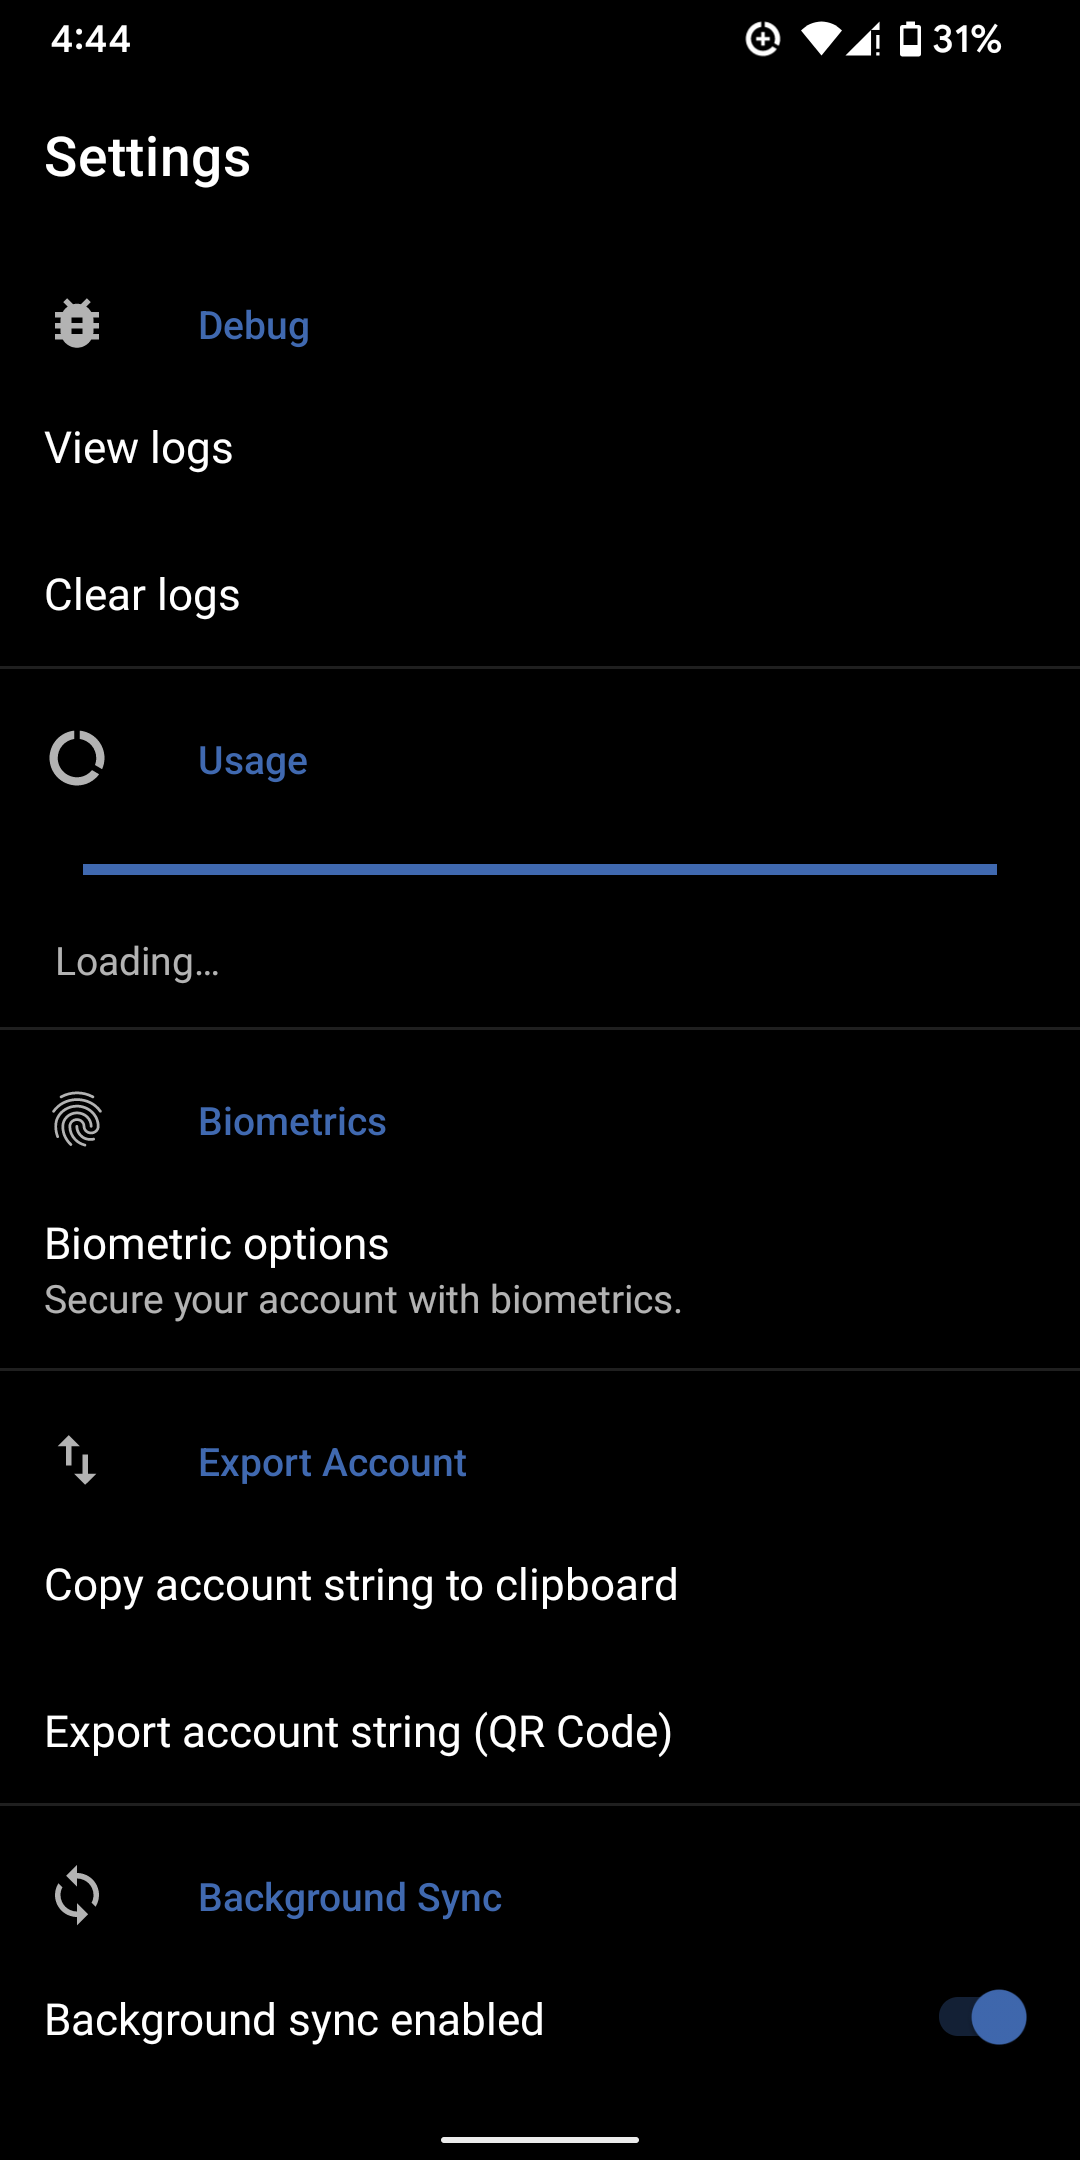 4:44 31%
Settings
Debug
View logs
Clear logs
Usage
Loading…
Biometrics
Biometric options
Secure your account with biometrics.
Export Account
Copy account string to clipboard
Export account string (QR Code)
Background Sync
Background sync enabled